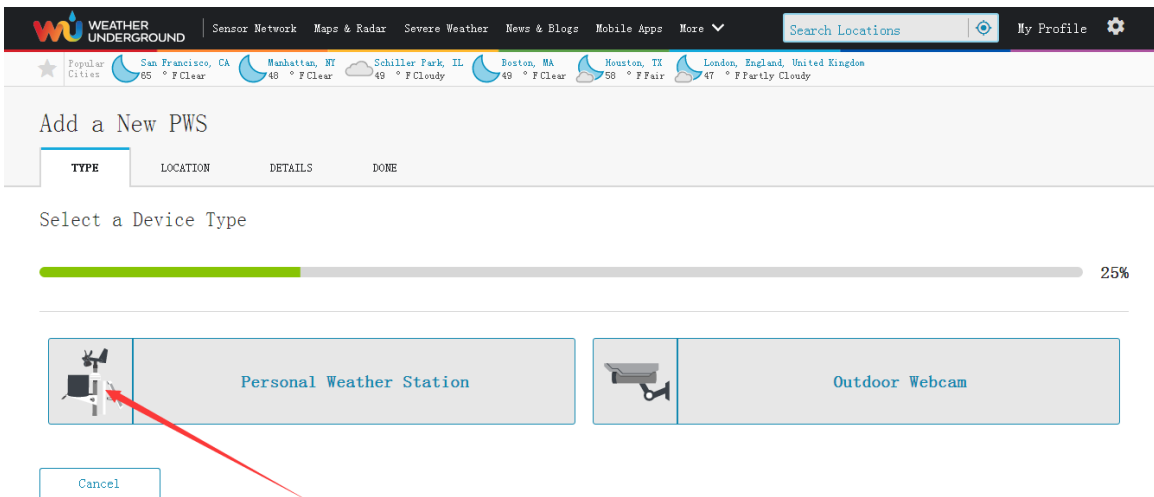 WEATHER UNDERGROUND Sensor Network Maps & Radar Severe Weather News & Blogs Mobile Apps More Search Locations My Profile
Popular Cities San Francisco, CA 65 ° F Clear Manhattan, NY 48 ° F Clear Schiller Park, IL 49 ° F Cloudy Boston, MA 49 ° F Clear Houston, TX 58 ° F Fair London, England, United Kingdom 47 ° F Partly Cloudy
Add a New PWS
TYPE LOCATION DETAILS DONE
Select a Device Type
25%
Personal Weather Station Outdoor Webcam
Cancel